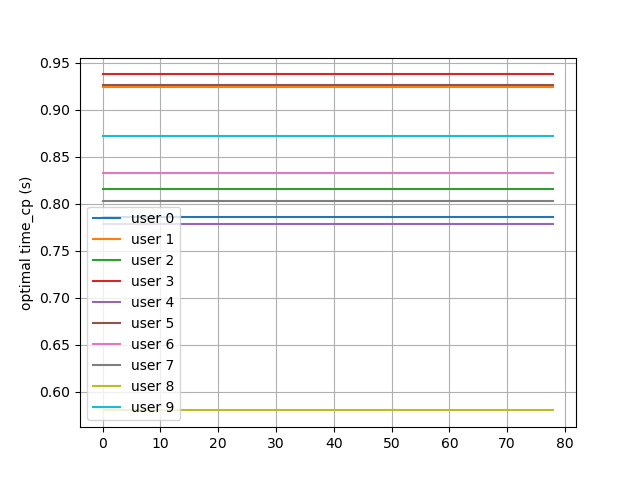 0.95
0.90
0.85
0.80
0.75
0.70
0.65
0.60
optimal time_cp (s)
user 0
user 1
user 2
user 3
user 4
user 5
user 6
user 7
user 8
user 9
0 10 20 30 40 50 60 70 80